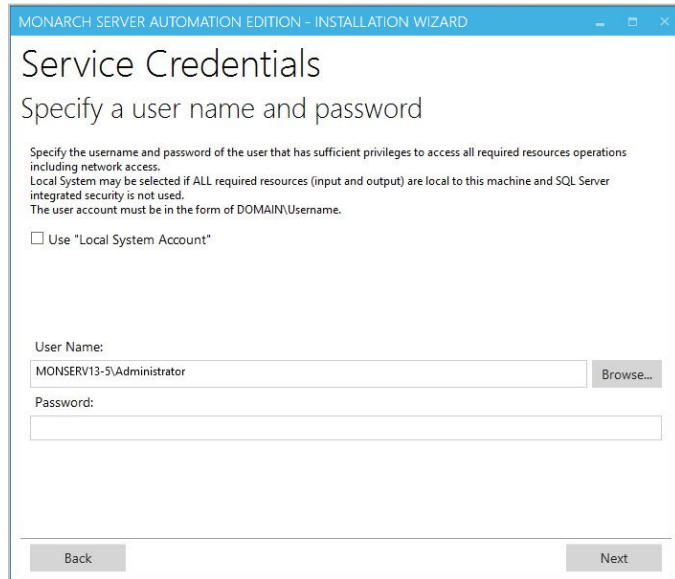 MONARCH SERVER AUTOMATION EDITION - INSTALLATION WIZARD
Service Credentials
Specify a user name and password
Specify the username and password of the user that has sufficient privileges to access all required resources operations
including network access.
Local System may be selected if ALL required resources (input and output) are local to this machine and SQL Server
integrated security is not used.
The user account must be in the form of DOMAIN\Username.
Use "Local System Account"
User Name:
MONSERV13-5\Administrator
Browse...
Password:
Back
Next